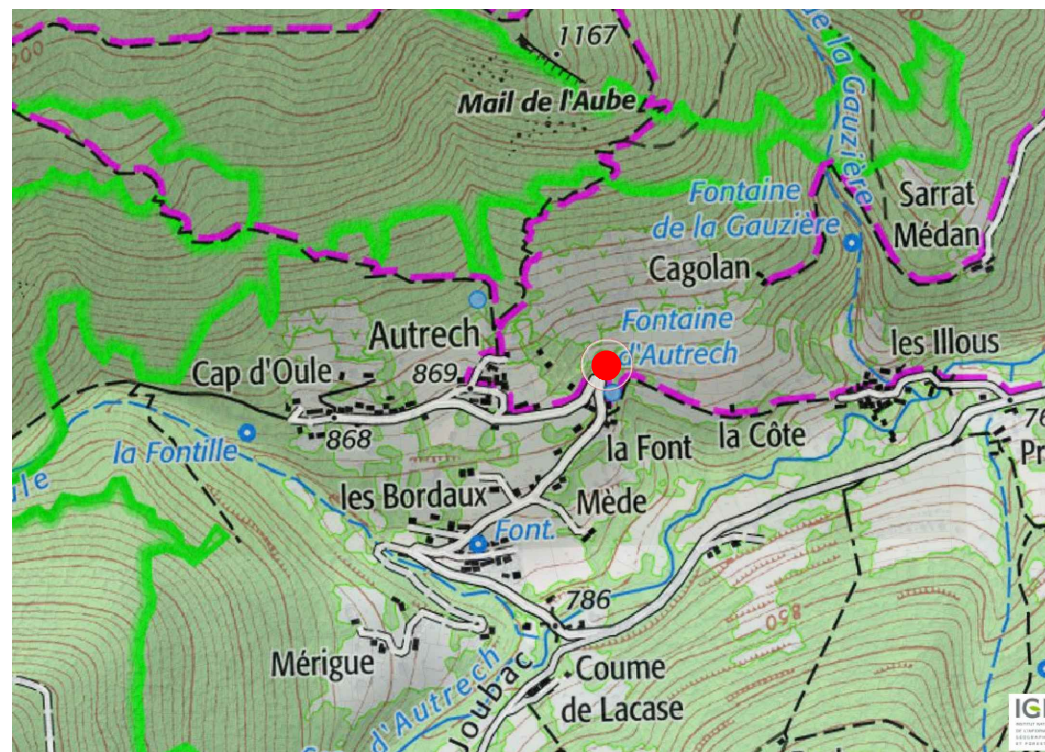 1167
Mail de l'Aube
de la Gauzière
Fontaine
de la Gauzière
Sarrat
Médan
Cagolan
Fontaine
d'Autrech
Autrech
les Illous
869
Cap d'Oule
868
la Font
la Côte
la Fontille
les Bordaux
Mède
Font.
786
850
Mérigue
d'Autrech
Joubac
Coume
de Lacase